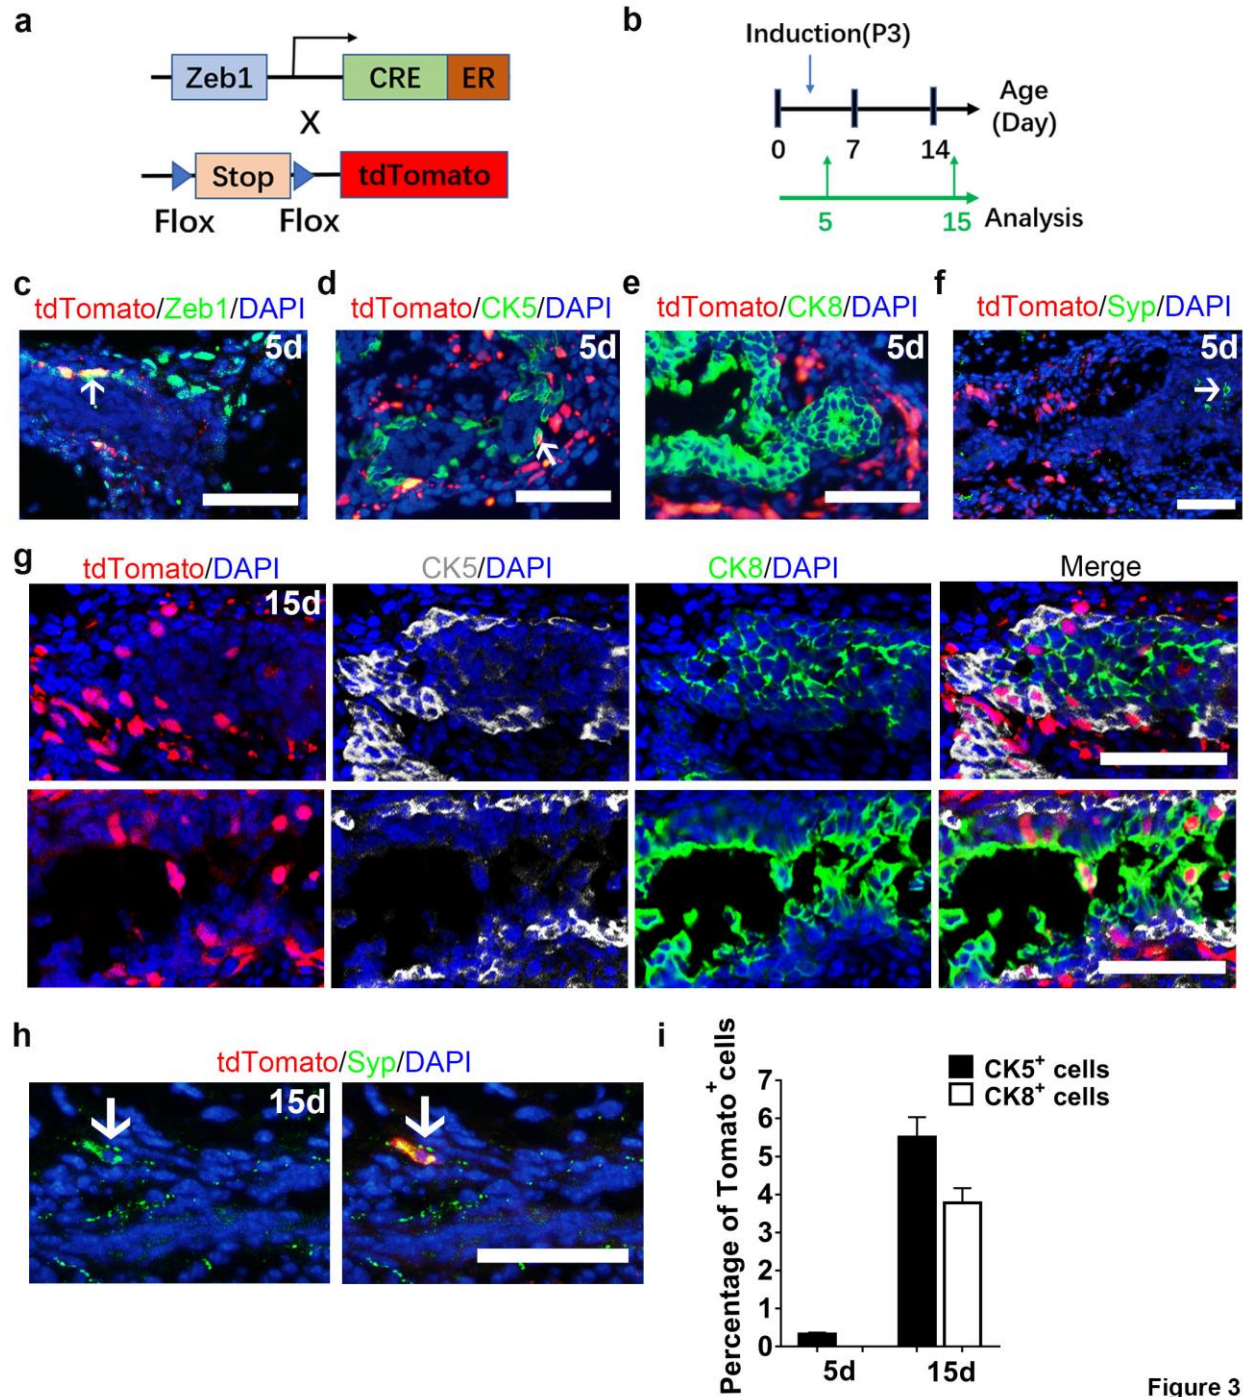 a
Zeb1 CRE ER
X
Stop tdTomato
Flox Flox
b
Induction(P3)
Age
(Day)
0 7 14
5 15 Analysis
c
tdTomato/Zeb1/DAPI
5d
d
tdTomato/CK5/DAPI
5d
e
tdTomato/CK8/DAPI
5d
f
tdTomato/Syp/DAPI
5d
g
tdTomato/DAPI CK5/DAPI CK8/DAPI Merge
15d
h
tdTomato/Syp/DAPI
15d
i
Percentage of Tomato+ cells
CK5+ cells
CK8+ cells
7
6
5
4
3
2
1
0
5d 15d
Figure 3